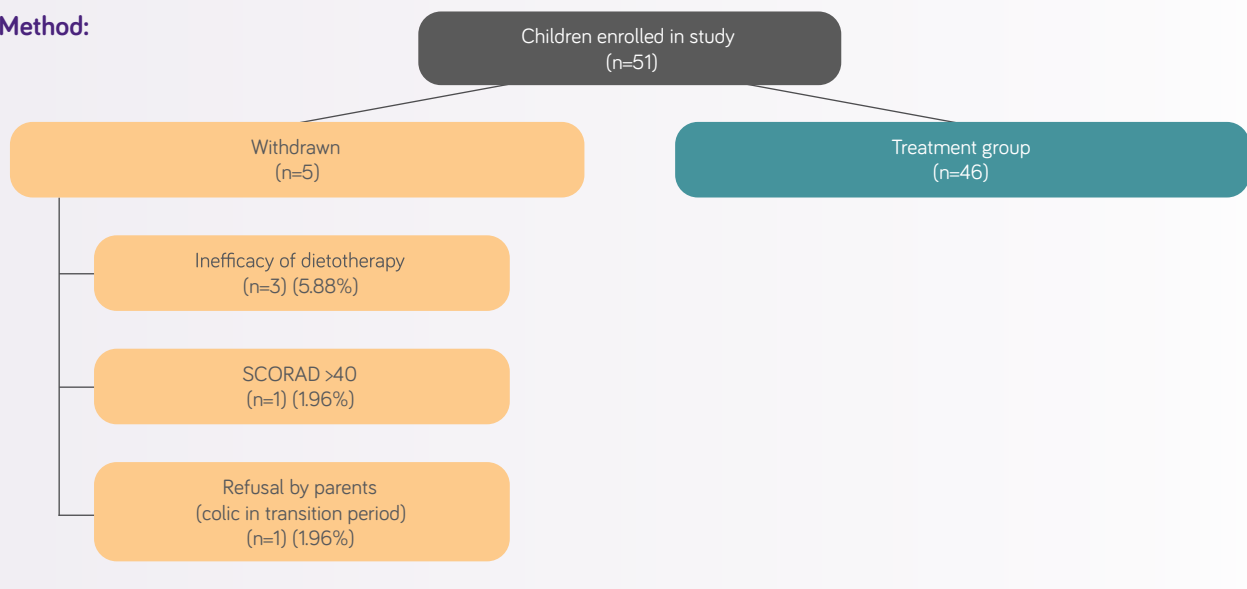 Method:
Children enrolled in study
(n=51)
Withdrawn
(n=5)
Treatment group
(n=46)
Inefficacy of dietotherapy
(n=3) (5.88%)
SCORAD >40
(n=1) (1.96%)
Refusal by parents
(colic in transition period)
(n=1) (1.96%)